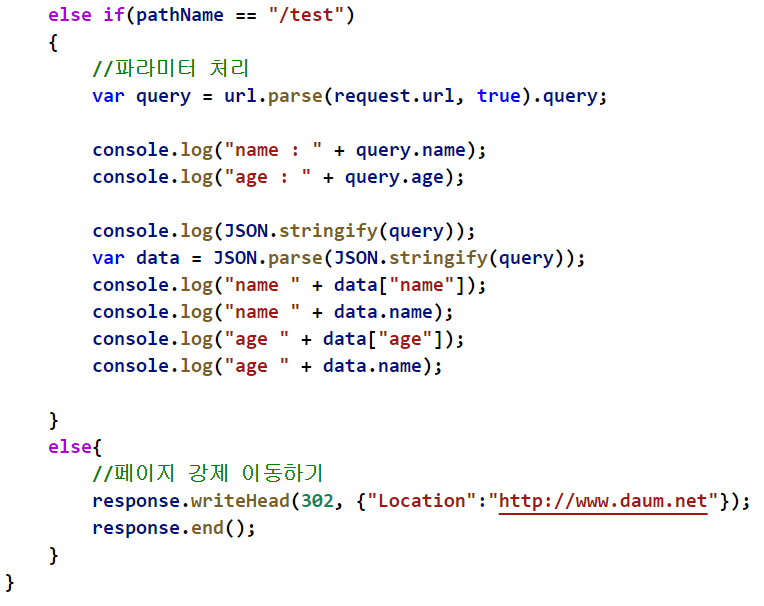 else if(pathName == "/test")
{
//파라미터 처리
var query = url.parse(request.url, true).query;
console.log("name : " + query.name);
console.log("age : " + query.age);
console.log(JSON.stringify(query));
var data = JSON.parse(JSON.stringify(query));
console.log("name " + data["name"]);
console.log("name " + data.name);
console.log("age " + data["age"]);
console.log("age " + data.name);
}
else{
//페이지 강제 이동하기
response.writeHead(302, {"Location":"http://www.daum.net"});
response.end();
}
}